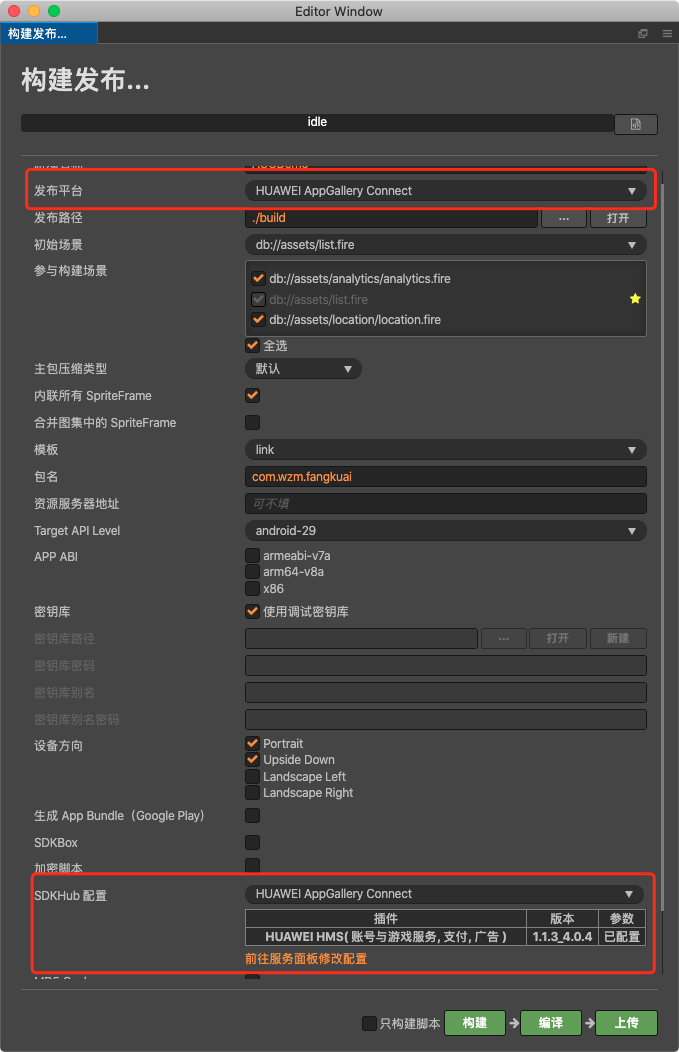 Editor Window
构建发布...
构建发布...
idle
发布平台 HUAWEI AppGallery Connect
发布路径 ./build ... 打开
初始场景 db://assets/list.fire
参与构建场景
db://assets/analytics/analytics.fire
db://assets/list.fire
db://assets/location/location.fire
全选
主包压缩类型 默认
内联所有 SpriteFrame
合并图集中的 SpriteFrame
模板 link
包名 com.wzm.fangkuai
资源服务器地址 可不填
Target API Level android-29
APP ABI armeabi-v7a
arm64-v8a
x86
密钥库 使用调试密钥库
密钥库路径 ... 打开 新建
密钥库密码
密钥库别名
密钥库别名密码
设备方向 Portrait
Upside Down
Landscape Left
Landscape Right
生成 App Bundle（Google Play）
SDKBox
加密脚本
SDKHub 配置 HUAWEI AppGallery Connect
插件 版本 参数
HUAWEI HMS( 账号与游戏服务, 支付, 广告 ) 1.1.3_4.0.4 已配置
前往服务面板修改配置
只构建脚本 构建 编译 上传